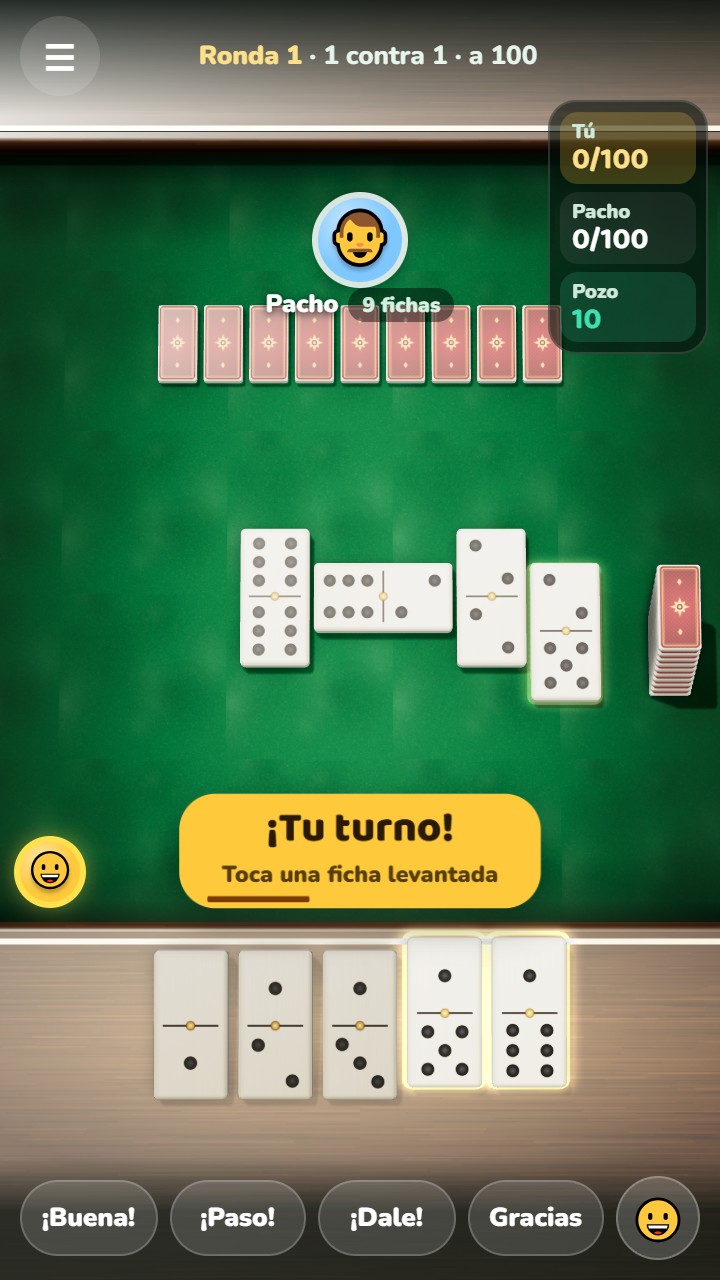 Ronda 1 · 1 contra 1 · a 100
Tú
0/100
Pacho
0/100
Pozo
10
Pacho 9 fichas
¡Tu turno!
Toca una ficha levantada
¡Buena!
¡Paso!
¡Dale!
Gracias